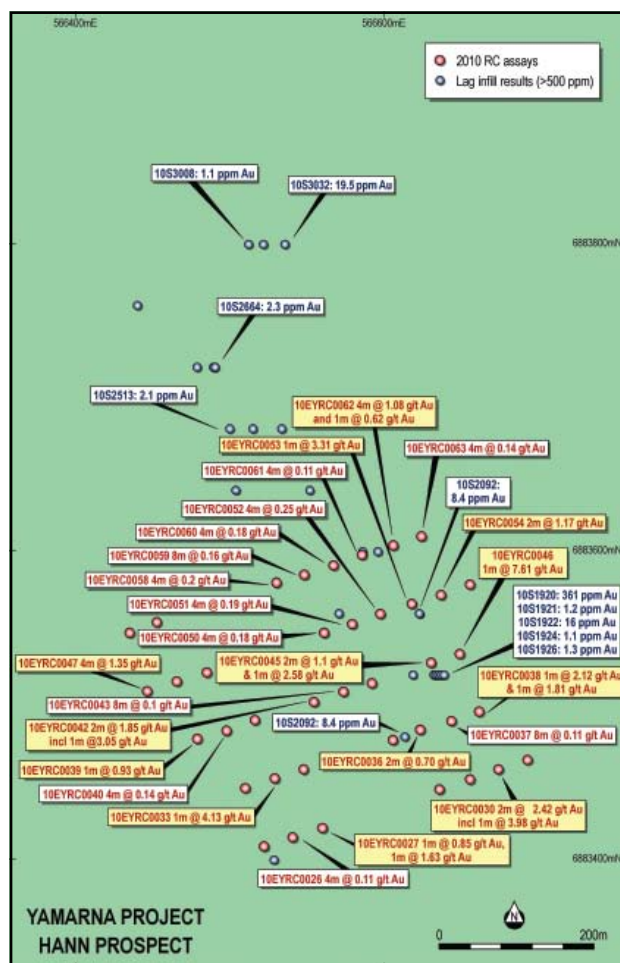 566400mE
566600mE
2010 RC assays
Lag infill results (>500 ppm)
10S3008: 1.1 ppm Au
10S3032: 19.5 ppm Au
6883800mN
10S2664: 2.3 ppm Au
10S2513: 2.1 ppm Au
10EYRC0062 4m @ 1.08 g/t Au
and 1m @ 0.62 g/t Au
10EYRC0053 1m @ 3.31 g/t Au
10EYRC0063 4m @ 0.14 g/t Au
10EYRC0061 4m @ 0.11 g/t Au
10S2092:
8.4 ppm Au
10EYRC0052 4m @ 0.25 g/t Au
10EYRC0054 2m @ 1.17 g/t Au
10EYRC0060 4m @ 0.18 g/t Au
10EYRC0046
1m @ 7.61 g/t Au
6883600mN
10EYRC0059 8m @ 0.16 g/t Au
10EYRC0058 4m @ 0.2 g/t Au
10S1920: 361 ppm Au
10S1921: 1.2 ppm Au
10S1922: 16 ppm Au
10S1924: 1.1 ppm Au
10S1926: 1.3 ppm Au
10EYRC0051 4m @ 0.19 g/t Au
10EYRC0050 4m @ 0.18 g/t Au
10EYRC0047 4m @ 1.35 g/t Au
10EYRC0045 2m @ 1.1 g/t Au
& 1m @ 2.58 g/t Au
10EYRC0038 1m @ 2.12 g/t Au
& 1m @ 1.81 g/t Au
10EYRC0043 8m @ 0.1 g/t Au
10EYRC0042 2m @ 1.85 g/t Au
incl 1m @3.05 g/t Au
10S2092: 8.4 ppm Au
10EYRC0037 8m @ 0.11 g/t Au
10EYRC0039 1m @ 0.93 g/t Au
10EYRC0036 2m @ 0.70 g/t Au
10EYRC0040 4m @ 0.14 g/t Au
10EYRC0033 1m @ 4.13 g/t Au
10EYRC0030 2m @ 2.42 g/t Au
incl 1m @ 3.98 g/t Au
10EYRC0027 1m @ 0.85 g/t Au,
1m @ 1.63 g/t Au
6883400mN
10EYRC0026 4m @ 0.11 g/t Au
YAMARNA PROJECT
HANN PROSPECT
N
0
200m